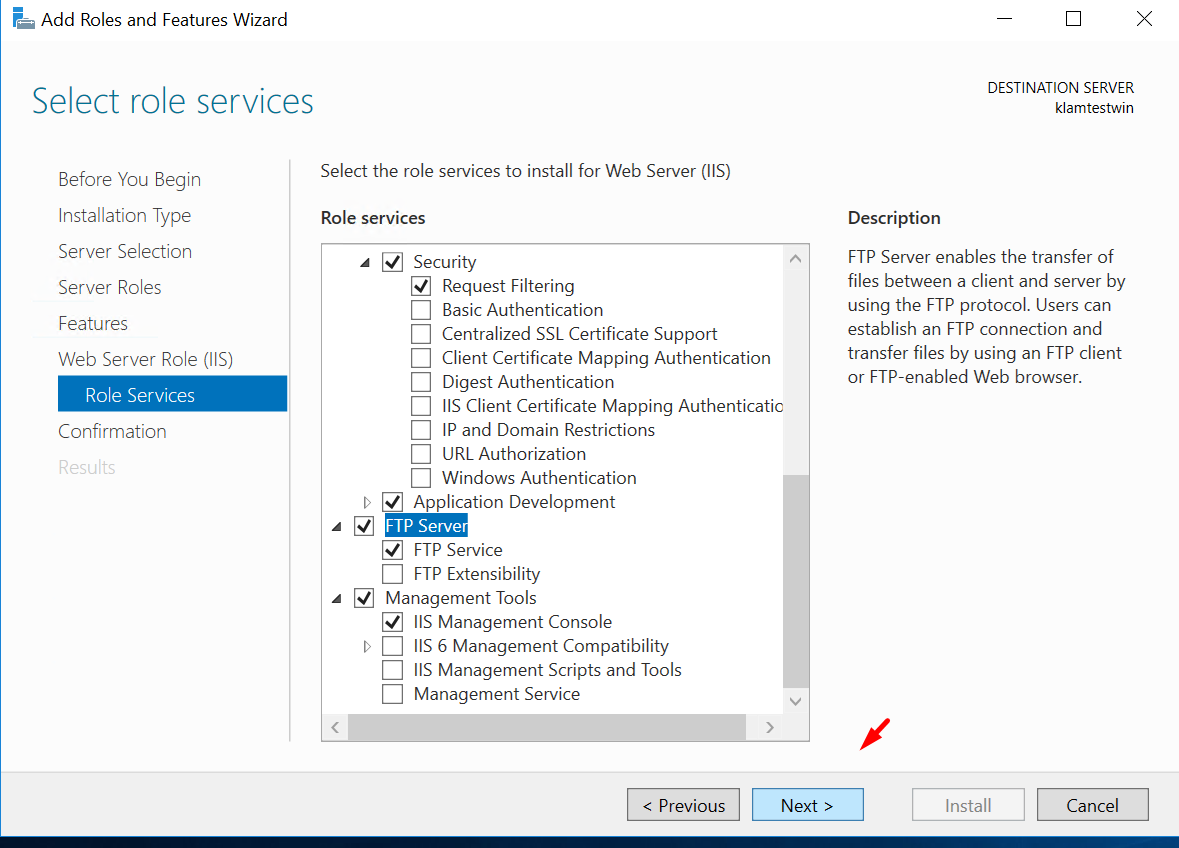 Add Roles and Features Wizard
Select role services
DESTINATION SERVER
klamtestwin
Before You Begin
Installation Type
Server Selection
Server Roles
Features
Web Server Role (IIS)
Role Services
Confirmation
Results
Select the role services to install for Web Server (IIS)
Role services
Security
Request Filtering
Basic Authentication
Centralized SSL Certificate Support
Client Certificate Mapping Authentication
Digest Authentication
IIS Client Certificate Mapping Authenticatio
IP and Domain Restrictions
URL Authorization
Windows Authentication
Application Development
FTP Server
FTP Service
FTP Extensibility
Management Tools
IIS Management Console
IIS 6 Management Compatibility
IIS Management Scripts and Tools
Management Service
Description
FTP Server enables the transfer of
files between a client and server by
using the FTP protocol. Users can
establish an FTP connection and
transfer files by using an FTP client
or FTP-enabled Web browser.
< Previous
Next >
Install
Cancel